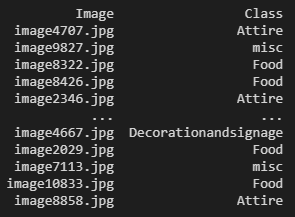 Image Class
image4707.jpg Attire
image9827.jpg misc
image8322.jpg Food
image8426.jpg Food
image2346.jpg Attire
... ...
image4667.jpg Decorationandsignage
image2029.jpg Food
image7113.jpg misc
image10833.jpg Food
image8858.jpg Attire